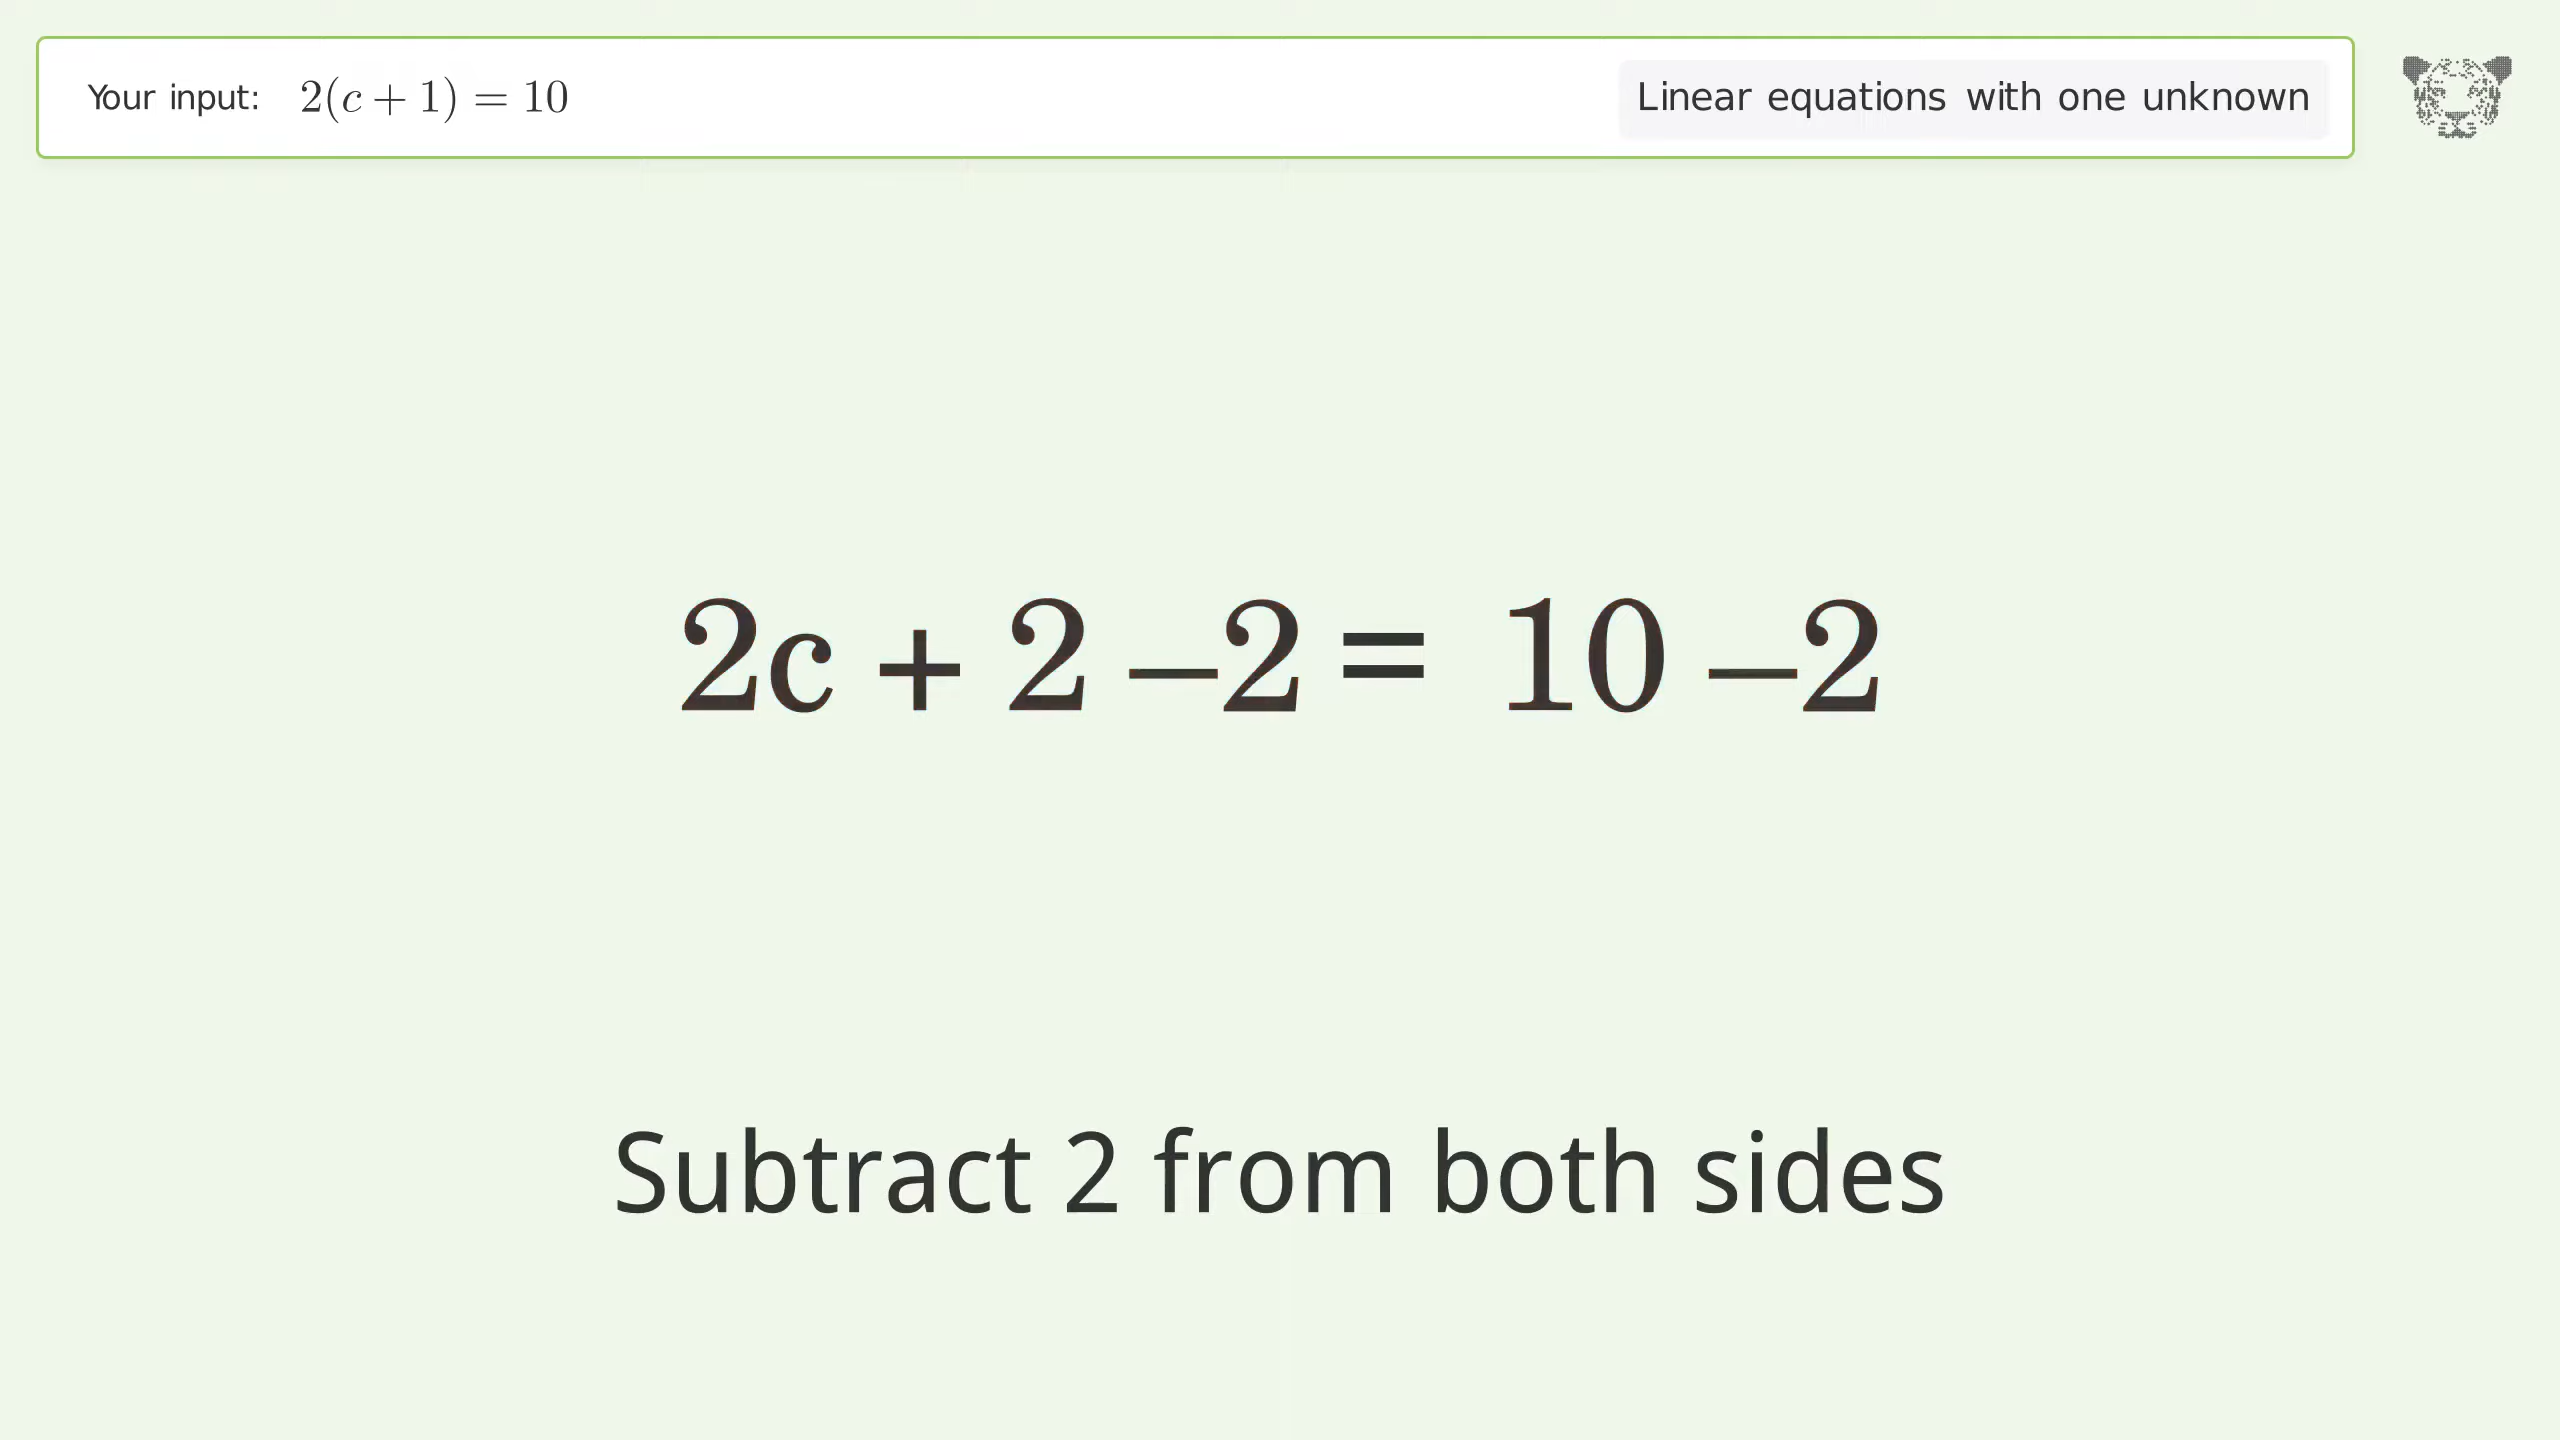 Your input: 2(c + 1) = 10 Linear equations with one unknown
2c + 2 –2 = 10 –2
Subtract 2 from both sides